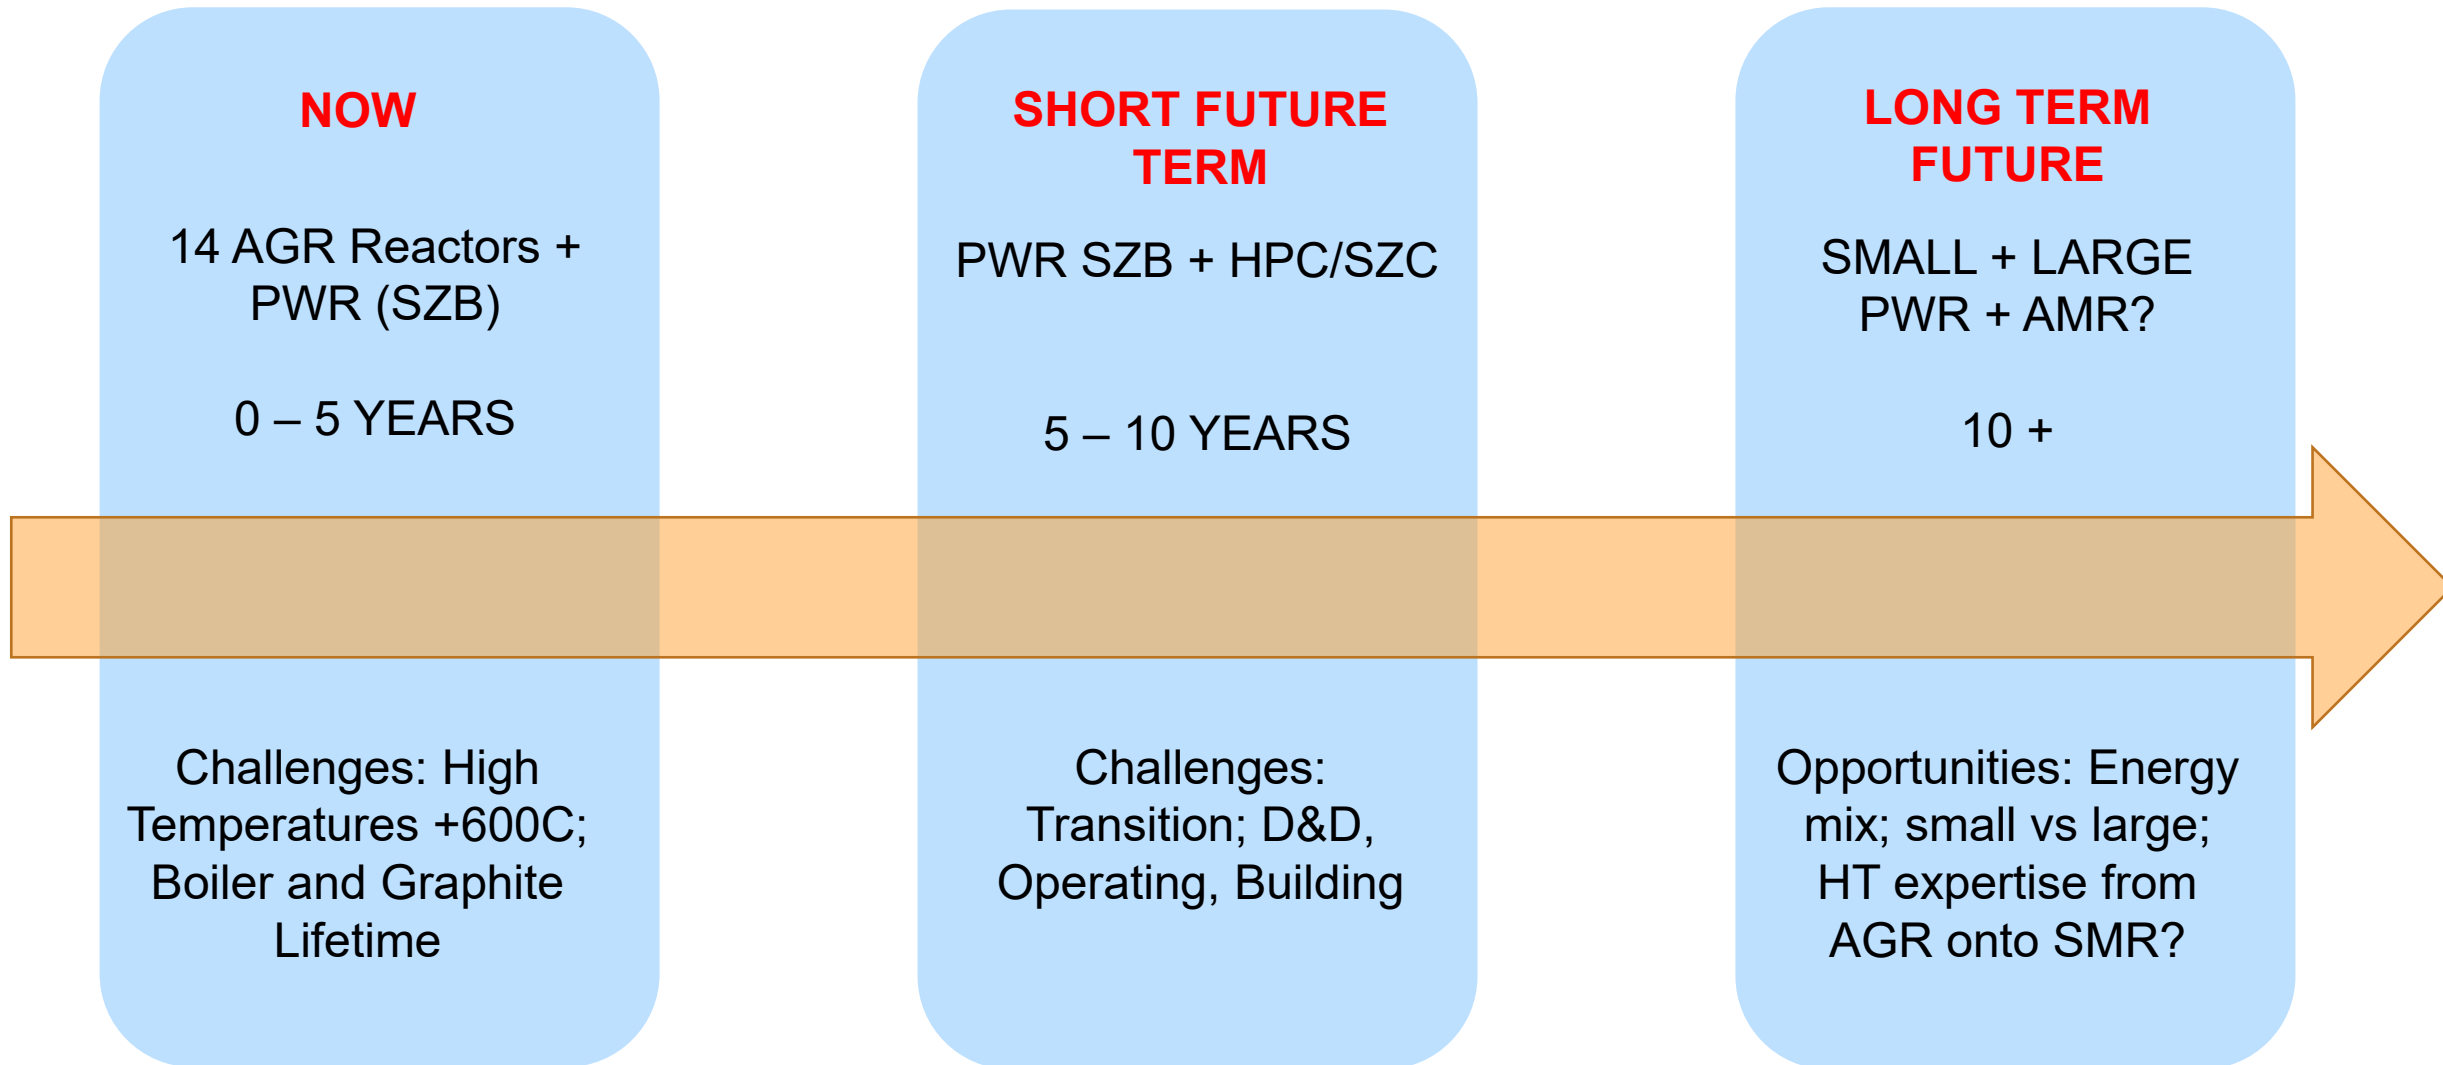 NOW
14 AGR Reactors +
PWR (SZB)
0 – 5 YEARS
Challenges: High
Temperatures +600C;
Boiler and Graphite
Lifetime
SHORT FUTURE
TERM
PWR SZB + HPC/SZC
5 – 10 YEARS
Challenges:
Transition; D&D,
Operating, Building
LONG TERM
FUTURE
SMALL + LARGE
PWR + AMR?
10 +
Opportunities: Energy
mix; small vs large;
HT expertise from
AGR onto SMR?